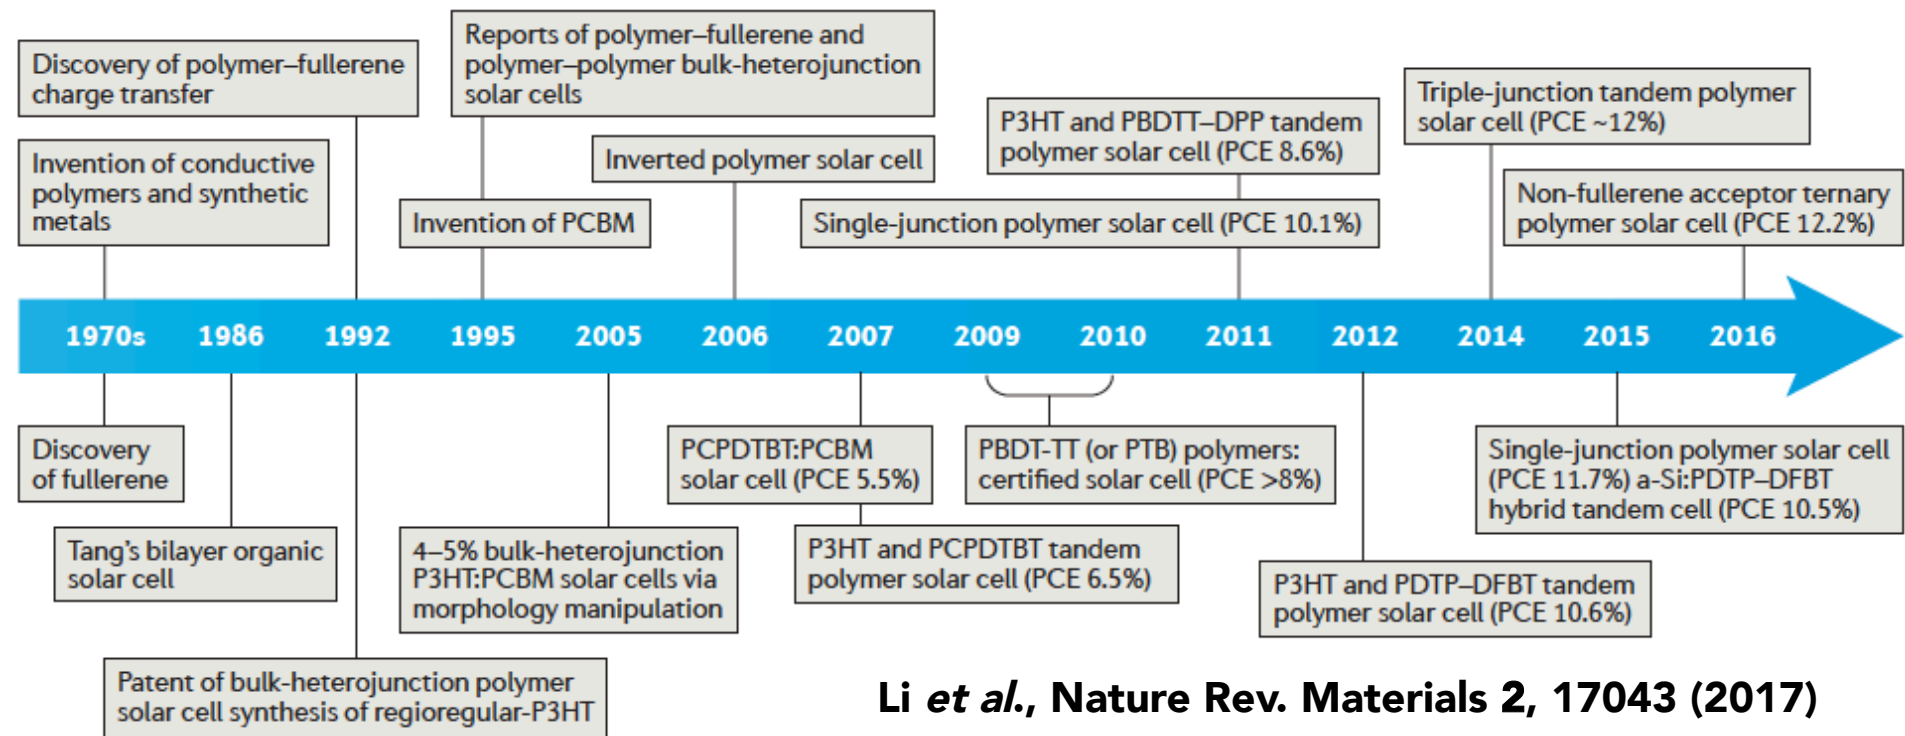 Discovery of polymer–fullerene
charge transfer
Reports of polymer–fullerene and
polymer–polymer bulk-heterojunction
solar cells
Invention of conductive
polymers and synthetic
metals
Invention of PCBM
Inverted polymer solar cell
P3HT and PBDTT–DPP tandem
polymer solar cell (PCE 8.6%)
Single-junction polymer solar cell (PCE 10.1%)
Triple-junction tandem polymer
solar cell (PCE ~12%)
Non-fullerene acceptor ternary
polymer solar cell (PCE 12.2%)
1970s 1986 1992 1995 2005 2006 2007 2009 2010 2011 2012 2014 2015 2016
Discovery
of fullerene
Tang's bilayer organic
solar cell
Patent of bulk-heterojunction polymer
solar cell synthesis of regioregular-P3HT
4–5% bulk-heterojunction
P3HT:PCBM solar cells via
morphology manipulation
PCPDTBT:PCBM
solar cell (PCE 5.5%)
P3HT and PCPDTBT tandem
polymer solar cell (PCE 6.5%)
PBDT-TT (or PTB) polymers:
certified solar cell (PCE >8%)
P3HT and PDTP–DFBT tandem
polymer solar cell (PCE 10.6%)
Single-junction polymer solar cell
(PCE 11.7%) a-Si:PDTP–DFBT
hybrid tandem cell (PCE 10.5%)
Li et al., Nature Rev. Materials 2, 17043 (2017)